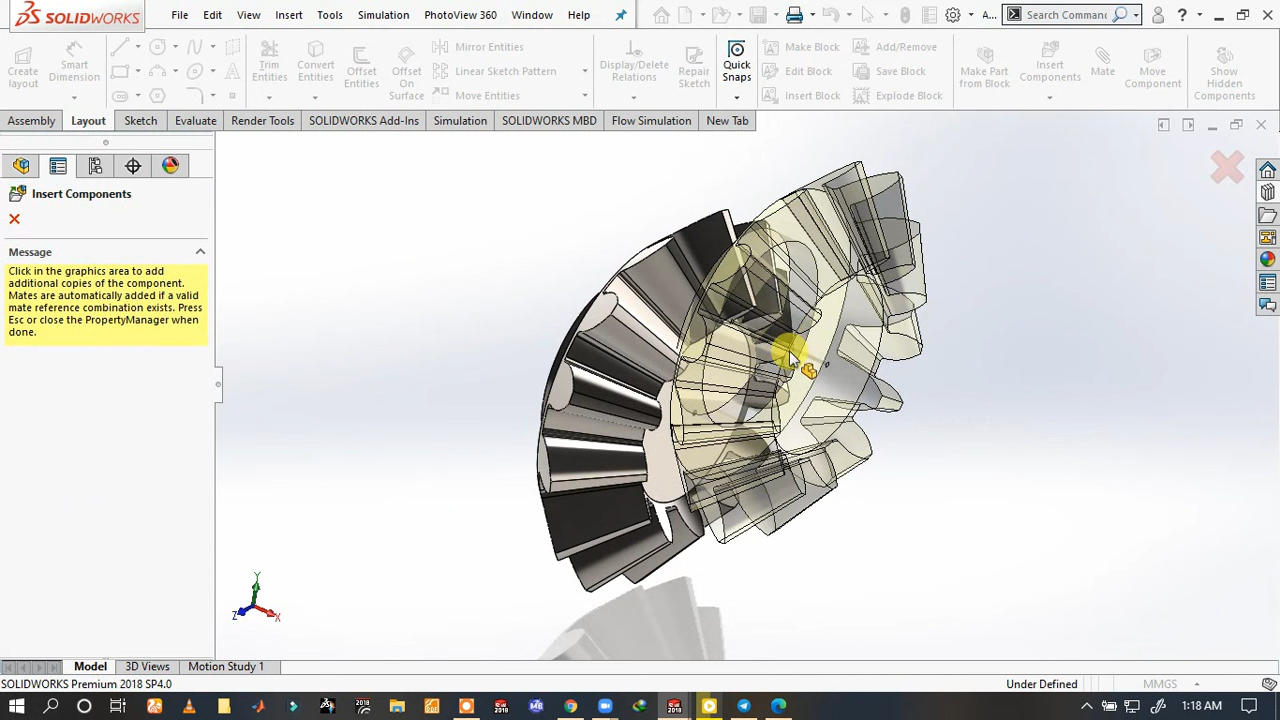 SOLIDWORKS File Edit View Insert Tools Simulation PhotoView 360 Window Help A... Search Commanc ?
Create layout
Smart Dimension
Trim Entities
Convert Entities
Offset Entities
Offset On Surface
Mirror Entities
Linear Sketch Pattern
Move Entities
Display/Delete Relations
Repair Sketch
Quick Snaps
Make Block
Edit Block
Insert Block
Add/Remove
Save Block
Explode Block
Make Part from Block
Insert Components
Mate
Move Component
Show Hidden Components
Assembly Layout Sketch Evaluate Render Tools SOLIDWORKS Add-Ins Simulation SOLIDWORKS MBD Flow Simulation New Tab
Insert Components
Message
Click in the graphics area to add
additional copies of the component.
Mates are automatically added if a valid
mate reference combination exists. Press
Esc or close the PropertyManager when
done.
Y
Z
X
Model 3D Views Motion Study 1
SOLIDWORKS Premium 2018 SP4.0 Under Defined MMGS
1:18 AM